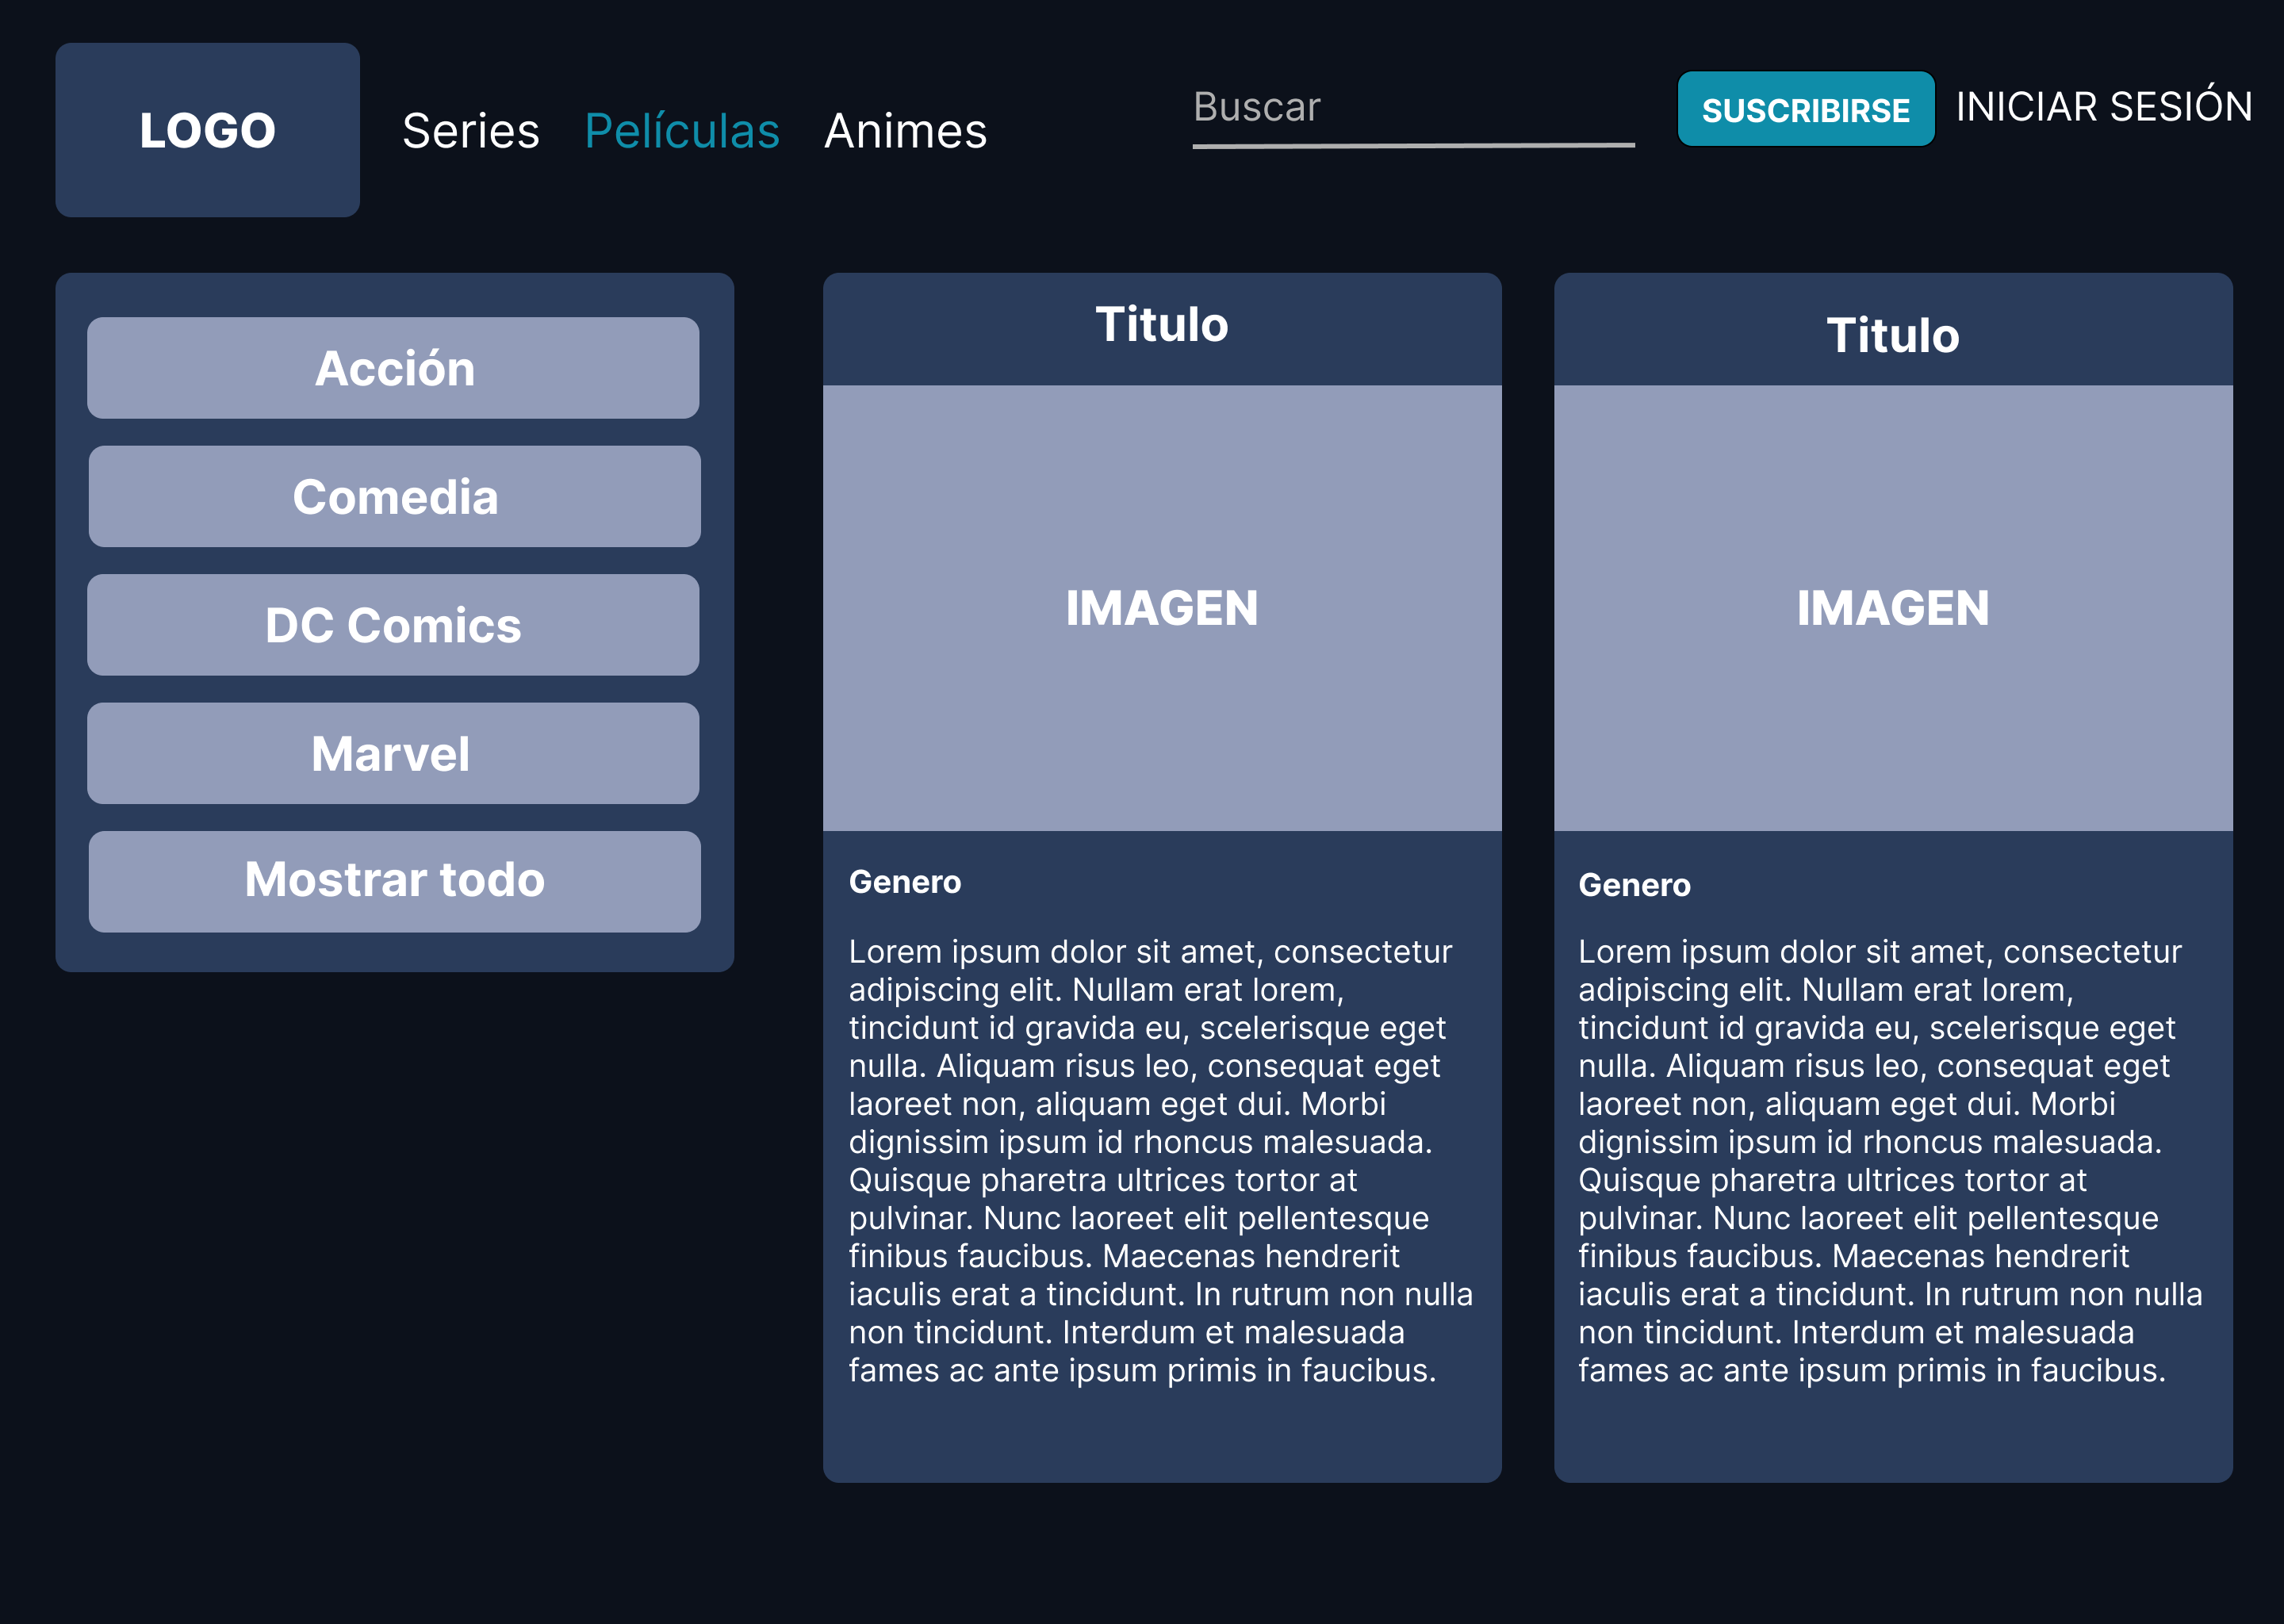 LOGO
Series
Películas
Animes
Buscar
SUSCRIBIRSE
INICIAR SESIÓN
Acción
Comedia
DC Comics
Marvel
Mostrar todo
Titulo
IMAGEN
Genero
Lorem ipsum dolor sit amet, consectetur
adipiscing elit. Nullam erat lorem,
tincidunt id gravida eu, scelerisque eget
nulla. Aliquam risus leo, consequat eget
laoreet non, aliquam eget dui. Morbi
dignissim ipsum id rhoncus malesuada.
Quisque pharetra ultrices tortor at
pulvinar. Nunc laoreet elit pellentesque
finibus faucibus. Maecenas hendrerit
iaculis erat a tincidunt. In rutrum non nulla
non tincidunt. Interdum et malesuada
fames ac ante ipsum primis in faucibus.
Titulo
IMAGEN
Genero
Lorem ipsum dolor sit amet, consectetur
adipiscing elit. Nullam erat lorem,
tincidunt id gravida eu, scelerisque eget
nulla. Aliquam risus leo, consequat eget
laoreet non, aliquam eget dui. Morbi
dignissim ipsum id rhoncus malesuada.
Quisque pharetra ultrices tortor at
pulvinar. Nunc laoreet elit pellentesque
finibus faucibus. Maecenas hendrerit
iaculis erat a tincidunt. In rutrum non nulla
non tincidunt. Interdum et malesuada
fames ac ante ipsum primis in faucibus.